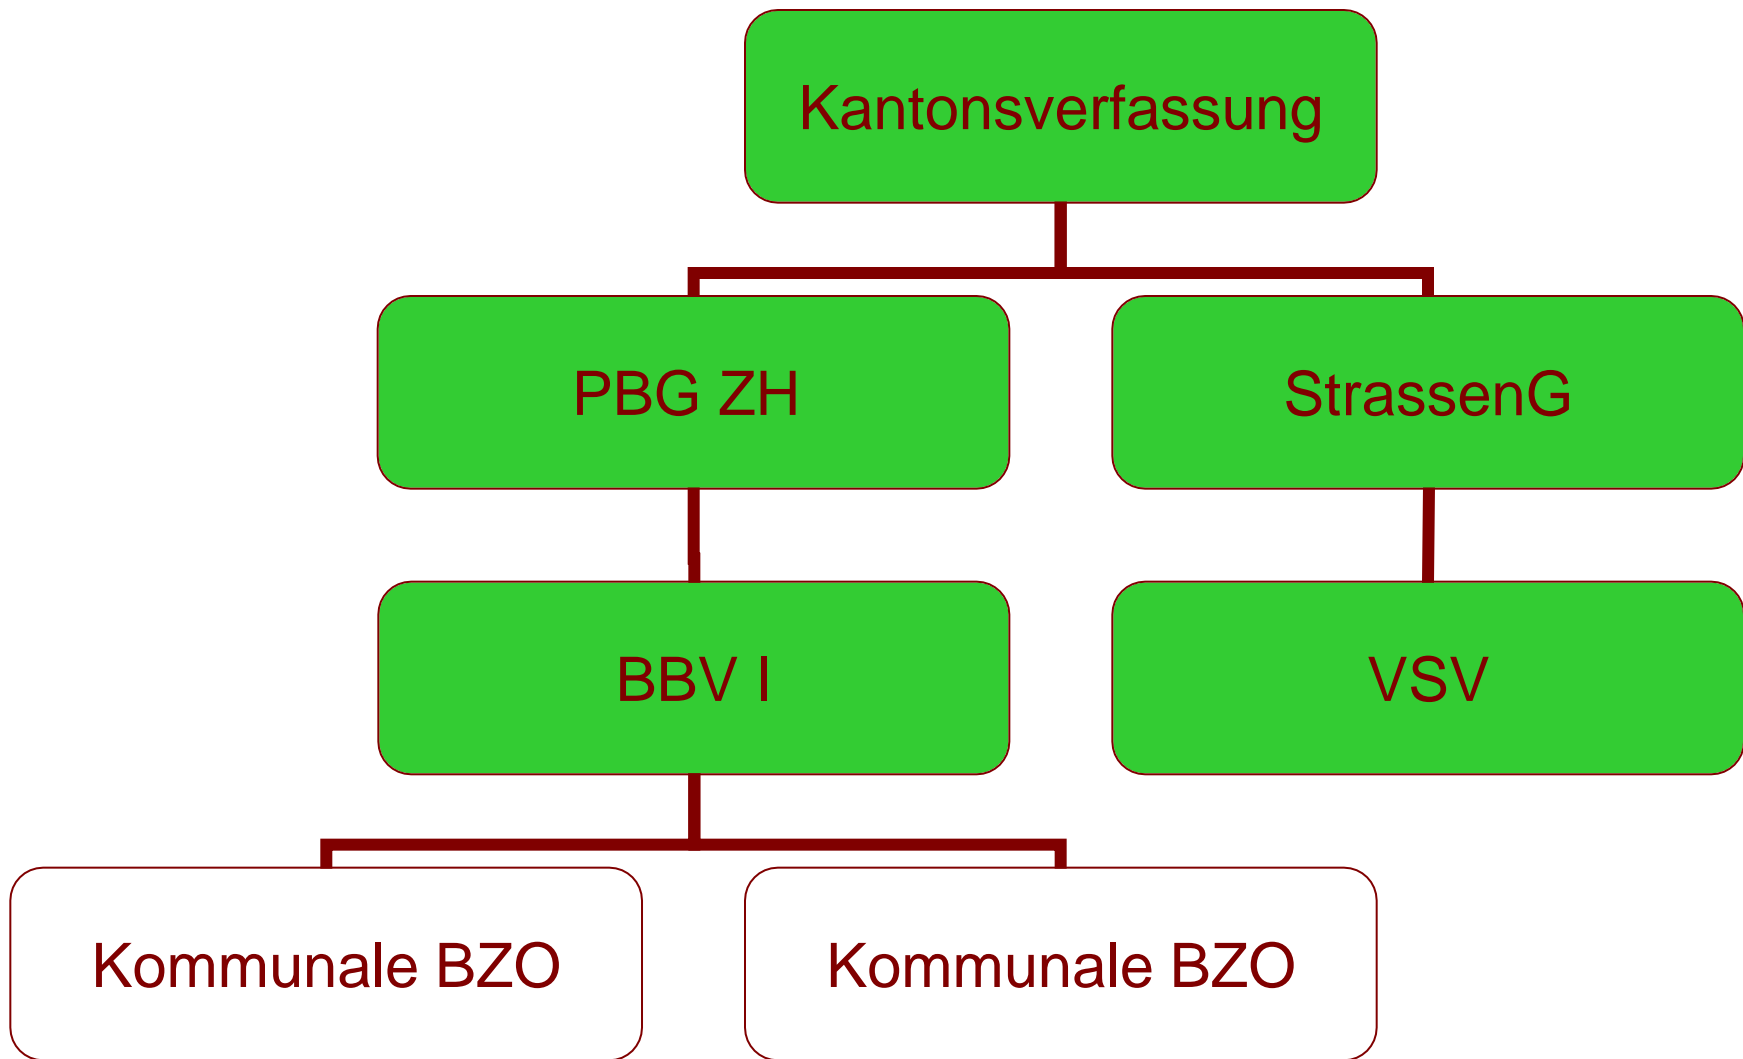 Kantonsverfassung
PBG ZH
StrassenG
BBV I
VSV
Kommunale BZO
Kommunale BZO